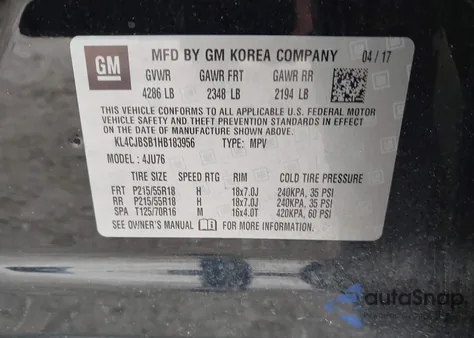 GM
MFD BY GM KOREA COMPANY 04 / 17
GVWR GAWR FRT GAWR RR
4286 LB 2348 LB 2194 LB
THIS VEHICLE CONFORMS TO ALL APPLICABLE U.S. FEDERAL MOTOR
VEHICLE SAFETY, BUMPER, AND THEFT PREVENTION STANDARDS IN
EFFECT ON THE DATE OF MANUFACTURE SHOWN ABOVE.
KL4CJBSB1HB183956 TYPE: MPV
MODEL: 4JU76
TIRE SIZE SPEED RTG RIM COLD TIRE PRESSURE
FRT P215/55R18 H 18x7.0J 240KPA, 35 PSI
RR P215/55R18 H 18x7.0J 240KPA, 35 PSI
SPA T125/70R16 M 16x4.0T 420KPA, 60 PSI
SEE OWNER'S MANUAL FOR MORE INFORMATION.
autoSnap